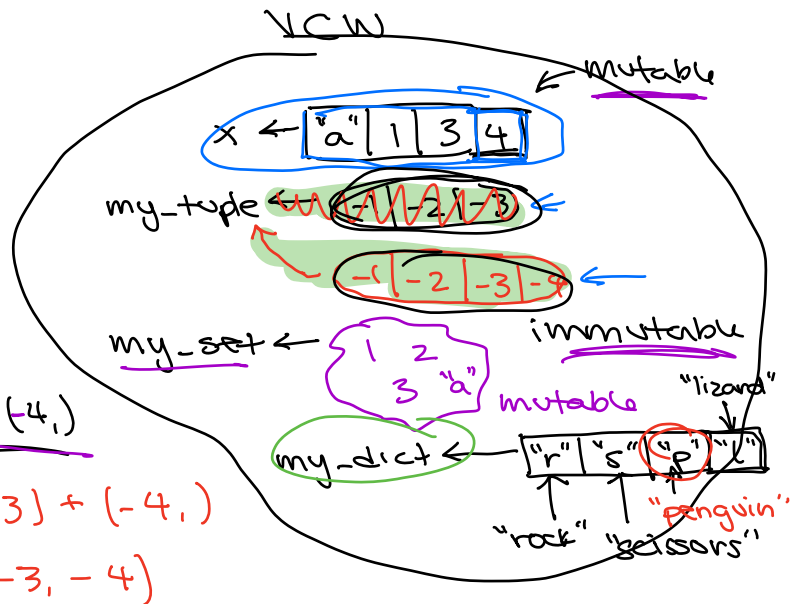 VCW
mutable
x ← "a" | 1 | 3 | 4
my_tuple ← -1 | -2 | -3
-1 | -2 | -3 | -4
immutable
my_set ← 1 2
3 "a"
mutable
"lizard"
(-4,)
my_dict ← "r" | "s" | "p" | "l"
3) + (-4,)
"penguin"
"rock" "scissors"
-3, -4)